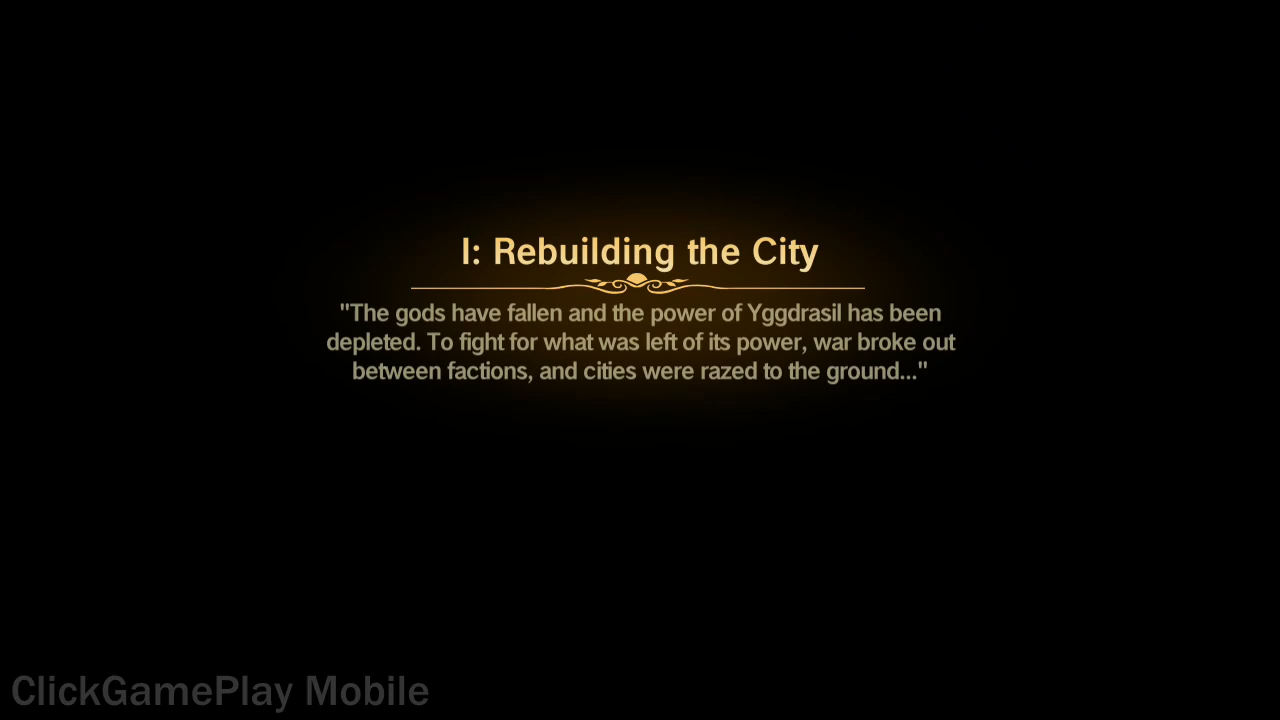 I: Rebuilding the City
"The gods have fallen and the power of Yggdrasil has been
depleted. To fight for what was left of its power, war broke out
between factions, and cities were razed to the ground..."
ClickGamePlay Mobile